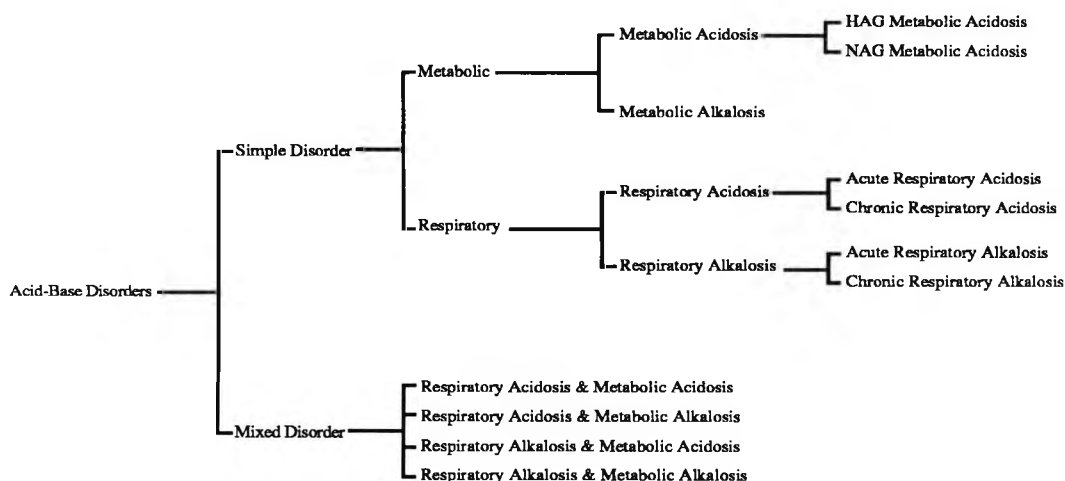 HAG Metabolic Acidosis
Metabolic Acidosis
NAG Metabolic Acidosis
Metabolic
Metabolic Alkalosis
Simple Disorder
Acute Respiratory Acidosis
Respiratory Acidosis
Chronic Respiratory Acidosis
Respiratory
Acute Respiratory Alkalosis
Respiratory Alkalosis
Chronic Respiratory Alkalosis
Acid-Base Disorders
Respiratory Acidosis & Metabolic Acidosis
Respiratory Acidosis & Metabolic Alkalosis
Mixed Disorder
Respiratory Alkalosis & Metabolic Acidosis
Respiratory Alkalosis & Metabolic Alkalosis